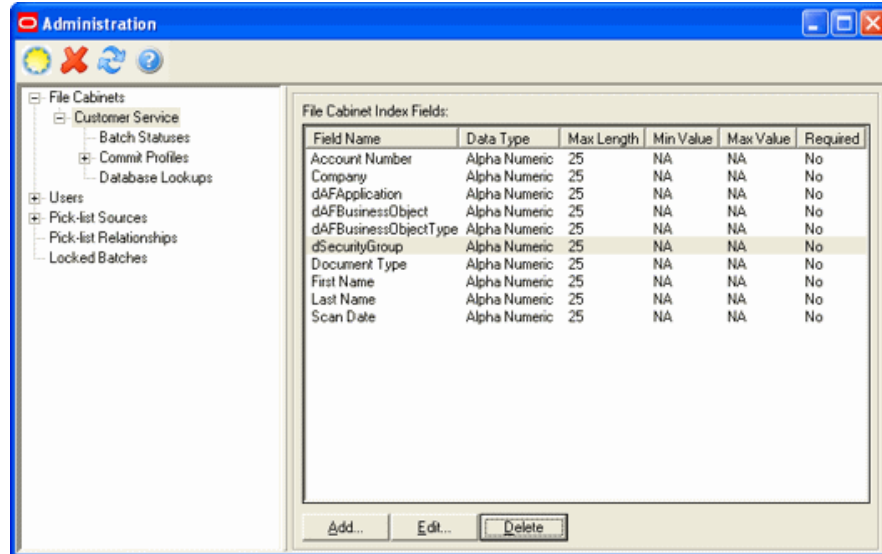 Administration
File Cabinets
Customer Service
Batch Statuses
Commit Profiles
Database Lookups
Users
Pick-list Sources
Pick-list Relationships
Locked Batches
File Cabinet Index Fields:
Field Name Data Type Max Length Min Value Max Value Required
Account Number Alpha Numeric 25 NA NA No
Company Alpha Numeric 25 NA NA No
dAFApplication Alpha Numeric 25 NA NA No
dAFBusinessObject Alpha Numeric 25 NA NA No
dAFBusinessObjectType Alpha Numeric 25 NA NA No
dSecurityGroup Alpha Numeric 25 NA NA No
Document Type Alpha Numeric 25 NA NA No
First Name Alpha Numeric 25 NA NA No
Last Name Alpha Numeric 25 NA NA No
Scan Date Alpha Numeric 25 NA NA No
Add... Edit... Delete